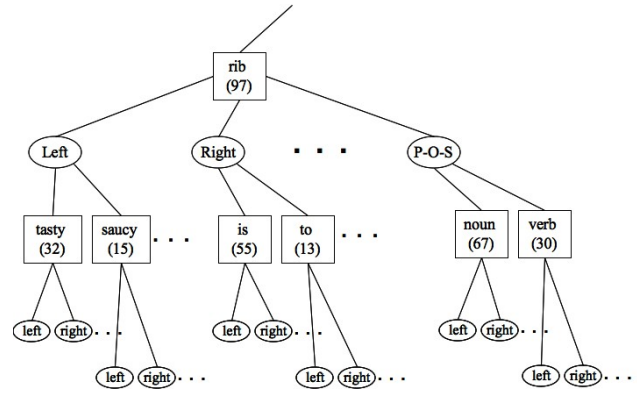 rib
(97)
Left
Right
. . .
P-O-S
tasty
(32)
saucy
(15)
. . .
is
(55)
to
(13)
. . .
noun
(67)
verb
(30)
left
right
. . .
left
right
. . .
left
right
. . .
left
right
. . .
left
right
. . .
left
right
. . .